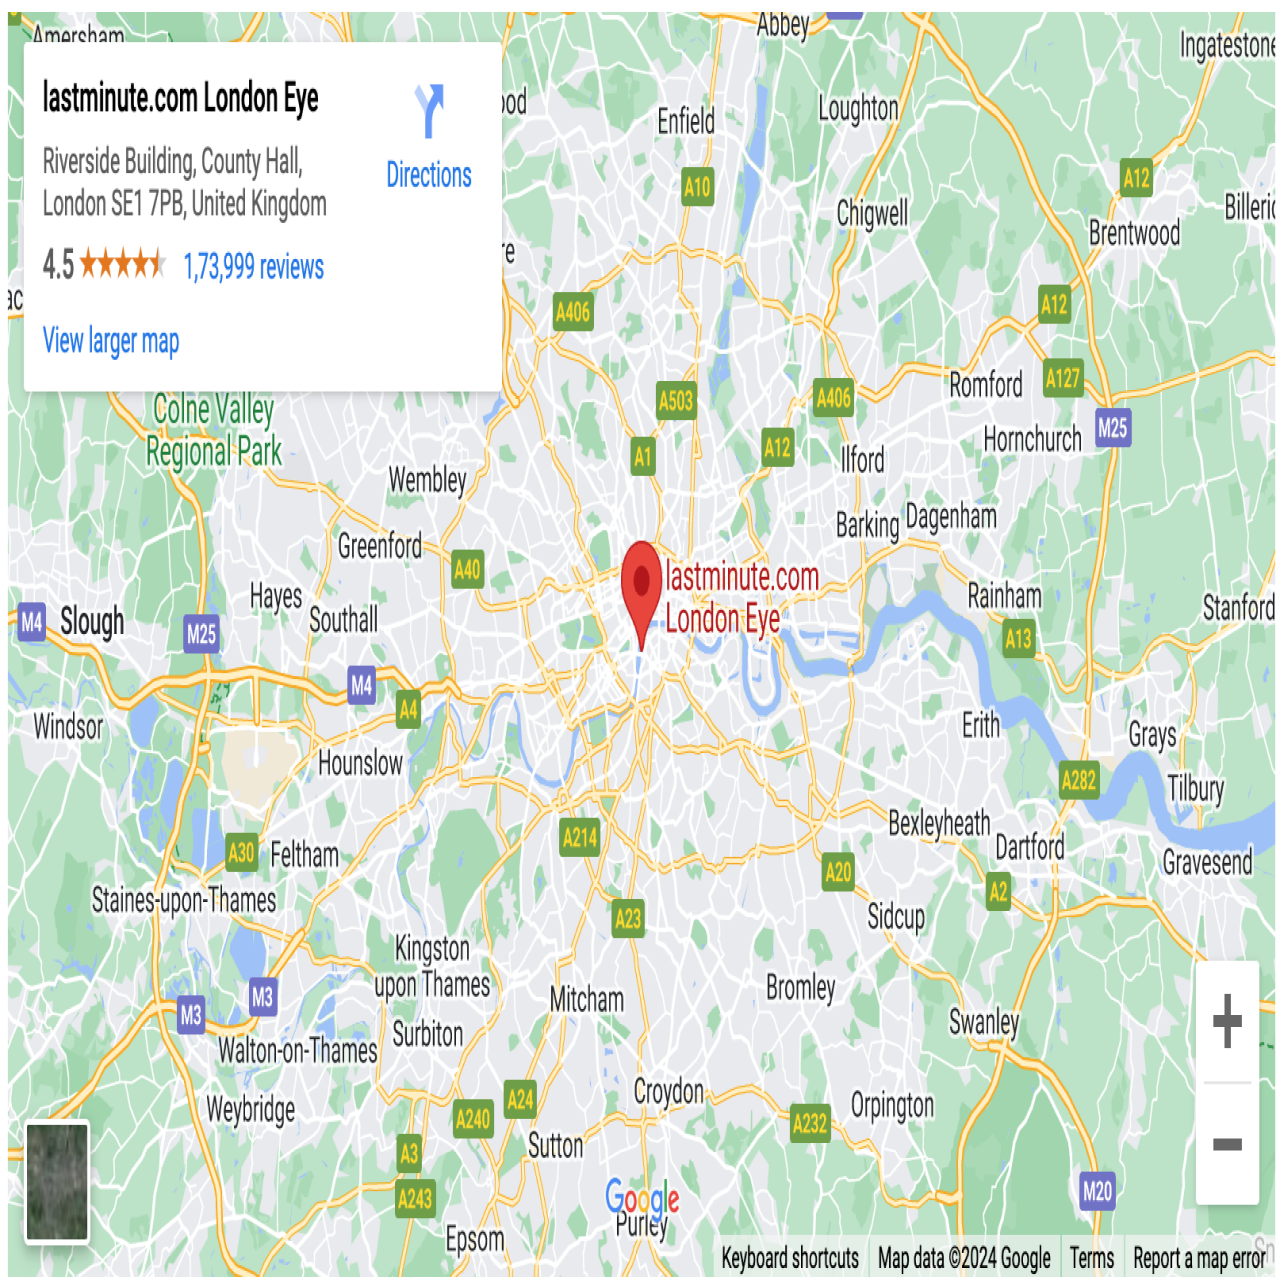 Amersham
Abbey
Ingatestone
lastminute.com London Eye
Riverside Building, County Hall,
London SE1 7PB, United Kingdom
Directions
4.5
1,73,999 reviews
View larger map
Enfield
Loughton
A10
A12
Chigwell
Brentwood
A406
A12
A503
A406
Romford
A127
Colne Valley
Regional Park
A1
A12
Hornchurch
M25
Wembley
Ilford
Greenford
Barking
Dagenham
A40
lastminute.com
London Eye
Hayes
Southall
Rainham
Stanford
M4
Slough
M25
A13
M4
A4
Windsor
Erith
Grays
Hounslow
A282
Tilbury
A30
Feltham
A214
Bexleyheath
Dartford
Gravesend
Staines-upon-Thames
A20
A2
A23
Sidcup
Kingston
upon Thames
M3
M3
Mitcham
Bromley
Surbiton
Swanley
Walton-on-Thames
Weybridge
A240
A24
Croydon
A232
Orpington
A3
Sutton
A243
M20
Google
Epsom
Purley
Keyboard shortcuts
Map data ©2024 Google
Terms
Report a map error